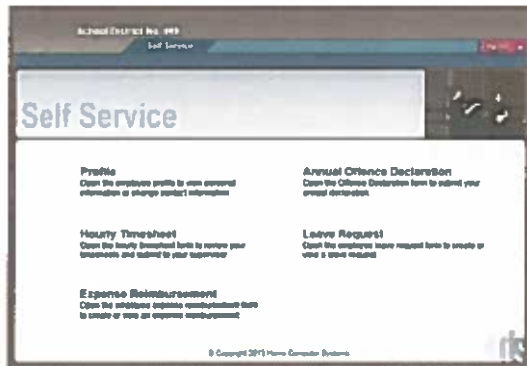 School District No.
Self Service
Self Service
Profile
Open the employee profile to view personal
information or change contact information
Annual Offence Declaration
Open the Offence Declaration form to submit your
annual declaration
Hourly Timesheet
Open the hourly timesheet form to review your
timesheets and submit to your supervisor
Leave Request
Open the employee leave request form to create or
view a leave request
Expense Reimbursement
Open the employee expense reimbursement form
to create or view an expense reimbursement
© Copyright Computer Systems